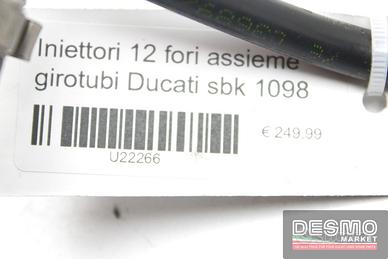 Iniettori 12 fori assieme
girotubi Ducati sbk 1098
€ 249.99
U22266
DESMO
MARKET